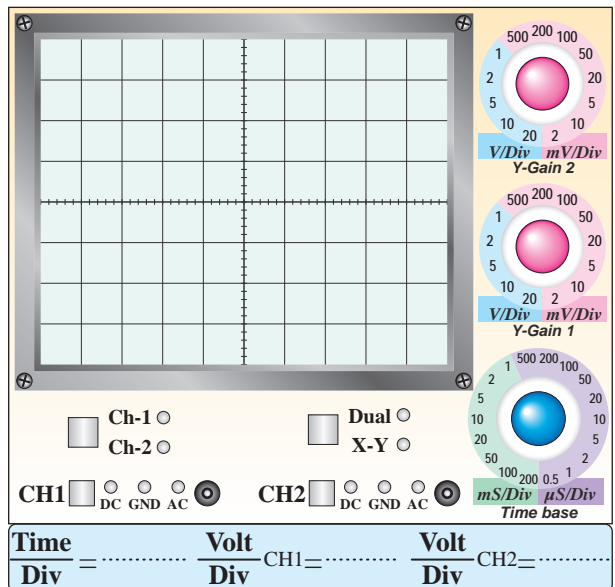 500 200 100
1 50
2 20
5 10
10 20 2
V/Div mV/Div
Y-Gain 2
500 200 100
1 50
2 20
5 10
10 20 2
V/Div mV/Div
Y-Gain 1
500 200 100
1 50
2 20
5 10
10 5
20 2
50 1
100 200 0.5
mS/Div µS/Div
Time base
Ch-1
Ch-2
Dual
X-Y
CH1 DC GND AC
CH2 DC GND AC
Time/Div = ............... Volt/Div CH1= ............... Volt/Div CH2= ...............